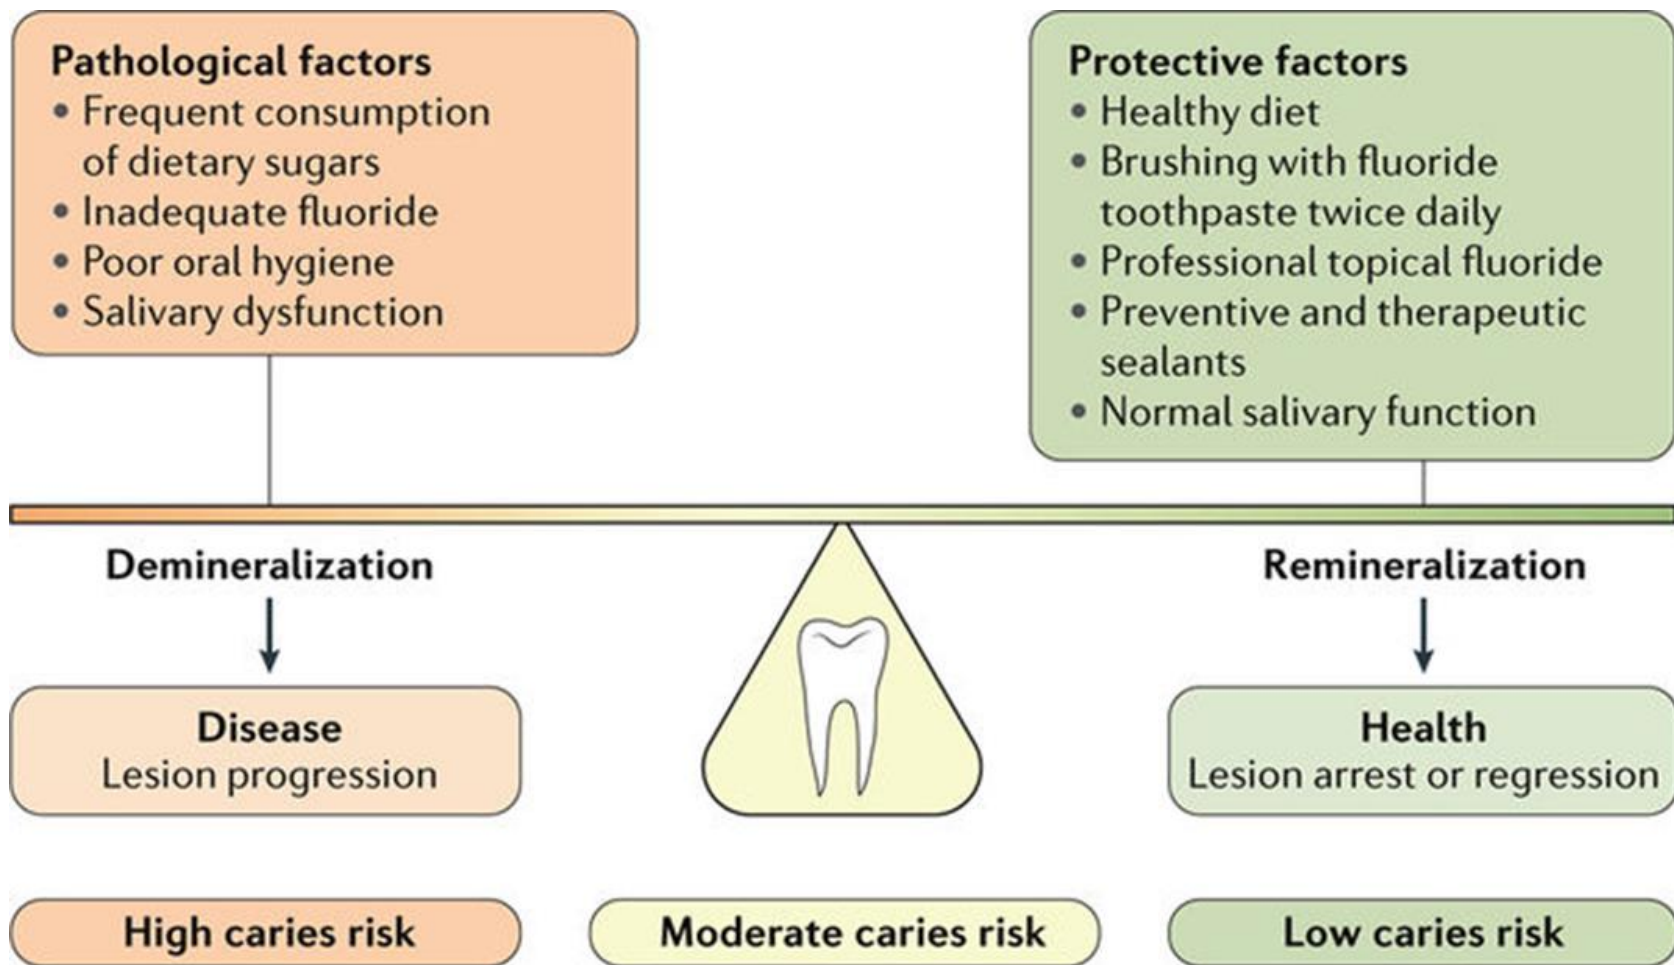 Pathological factors
• Frequent consumption
of dietary sugars
• Inadequate fluoride
• Poor oral hygiene
• Salivary dysfunction
Protective factors
• Healthy diet
• Brushing with fluoride
toothpaste twice daily
• Professional topical fluoride
• Preventive and therapeutic
sealants
• Normal salivary function
Demineralization
Remineralization
Disease
Lesion progression
Health
Lesion arrest or regression
High caries risk
Moderate caries risk
Low caries risk